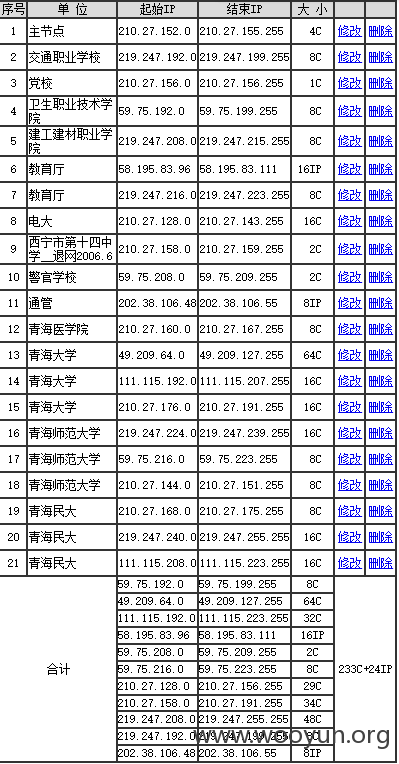 序号 单 位 起始IP 结束IP 大 小
1 主节点 210.27.152.0 210.27.155.255 4C 修改 删除
2 交通职业学校 219.247.192.0 219.247.199.255 8C 修改 删除
3 党校 210.27.156.0 210.27.156.255 1C 修改 删除
4 卫生职业技术学 59.75.192.0 59.75.199.255 8C 修改 删除
院
5 建工建材职业学 219.247.208.0 219.247.215.255 8C 修改 删除
院
6 教育厅 58.195.83.96 58.195.83.111 16IP 修改 删除
7 教育厅 219.247.216.0 219.247.223.255 8C 修改 删除
8 电大 210.27.128.0 210.27.143.255 16C 修改 删除
9 西宁市第十四中 210.27.158.0 210.27.159.255 2C 修改 删除
学__退网2006.6
10 警官学校 59.75.208.0 59.75.209.255 2C 修改 删除
11 通管 202.38.106.48 202.38.106.55 8IP 修改 删除
12 青海医学院 210.27.160.0 210.27.167.255 8C 修改 删除
13 青海大学 49.209.64.0 49.209.127.255 64C 修改 删除
14 青海大学 111.115.192.0 111.115.207.255 16C 修改 删除
15 青海大学 210.27.176.0 210.27.191.255 16C 修改 删除
16 青海师范大学 219.247.224.0 219.247.239.255 16C 修改 删除
17 青海师范大学 59.75.216.0 59.75.223.255 8C 修改 删除
18 青海师范大学 210.27.144.0 210.27.151.255 8C 修改 删除
19 青海民大 210.27.168.0 210.27.175.255 8C 修改 删除
20 青海民大 219.247.240.0 219.247.255.255 16C 修改 删除
21 青海民大 111.115.208.0 111.115.223.255 16C 修改 删除
合计
59.75.192.0 59.75.199.255 8C
49.209.64.0 49.209.127.255 64C
111.115.192.0 111.115.223.255 32C
58.195.83.96 58.195.83.111 16IP
59.75.208.0 59.75.209.255 2C
59.75.216.0 59.75.223.255 8C
210.27.128.0 210.27.156.255 29C
210.27.158.0 210.27.191.255 34C
219.247.208.0 219.247.255.255 48C
219.247.192.0 219.247.199.255 8C
202.38.106.48 202.38.106.55 8IP
233C+24IP
www.wooyun.org